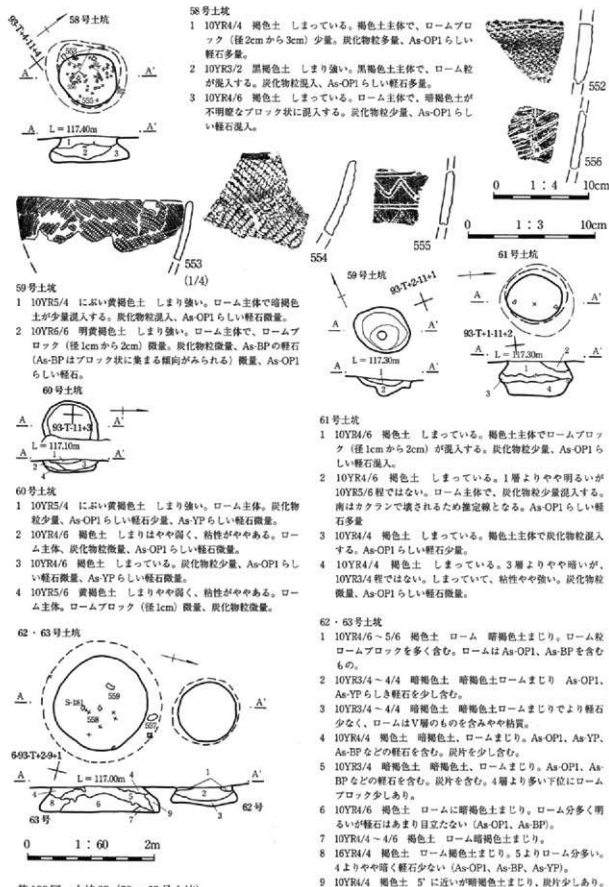 58号土坑
93-T+4-11+4
553
555
A
A'
A
L=117.40m
A'
1
2
3
58号土坑
1 10YR4/4 褐色土 しまっている。褐色土主体で、ロームブロ
ック(径2cmから3cm)少量。炭化物粒多量、As-OP1らしい
軽石多量。
2 10YR3/2 黒褐色土 しまり強い。黒褐色土主体で、ローム粒
が混入する。炭化物粒混入、As-OP1らしい軽石多量。
3 10YR4/6 褐色土 しまっている。ローム主体で、暗褐色土が
不明瞭なブロック状に混入する。炭化物粒少量、As-OP1らし
い軽石混入。
552
556
0 1:4 10cm
0 1:3 10cm
553
(1/4)
554
555
59号土坑
1 10YR5/4 にぶい黄褐色土 しまり強い。ローム主体で暗褐色
土が少量混入する。炭化物粒混入、As-OP1らしい軽石微量。
2 10YR6/6 明黄褐色土 しまり強い。ローム主体で、ロームブ
ロック(径1cmから2cm)微量。炭化物粒微量、As-BPの軽石
(As-BPはブロック状に集まる傾向がみられる)微量、As-OP1
らしい軽石。
59号土坑
93-T+2-11+1
A
A'
A
L=117.30m
A'
1
2
61号土坑
A
A'
93-T+1-11+2
A
L=117.30m
A'
1
2
3
4
60号土坑
A
93-T-11+3
A'
A
L=117.10m
A'
1
3
2
4
60号土坑
1 10YR5/4 にぶい黄褐色土 しまり強い。ローム主体。炭化物
粒少量、As-OP1らしい軽石少量、As-YPらしい軽石微量。
2 10YR4/6 褐色土 しまりはやや弱く、粘性がややある。ロー
ム主体、炭化物粒微量、As-OP1らしい軽石微量。
3 10YR4/6 褐色土 しまっている。炭化物粒少量、As-OP1らし
い軽石微量、As-YPらしい軽石微量。
4 10YR5/6 黄褐色土 しまりやや弱く、粘性がややある。ロー
ム主体。ロームブロック(径1cm)微量、炭化物粒微量。
61号土坑
1 10YR4/6 褐色土 しまっている。褐色土主体でロームブロッ
ク(径1cmから2cm)が混入する。炭化物粒少量、As-OP1ら
しい軽石混入。
2 10YR4/6 褐色土 しまっている。1層よりやや明るいが
10YR5/6程ではない。ローム主体で、炭化物粒少量混入する。
南はカクランで壊されるため推定線となる。As-OP1らしい軽
石多量
3 10YR4/4 褐色土 しまっている。褐色土主体で炭化物粒混入
する。As-OP1らしい軽石少量。
4 10YR4/4 褐色土 しまっている。3層よりやや暗いが、
10YR3/4程ではない。しまっていて、粘性やや強い。炭化物粒
微量、As-OP1らしい軽石微量。
62・63号土坑
A
A'
S-181
559
558
557
6-93-T+2-9+1
A
L=117.00m
A'
4
8
6
5
7
9
1
2
3
63号
62号
0 1:60 2m
62・63号土坑
1 10YR4/6～5/6 褐色土 ローム 暗褐色土まじり。ローム粒
ロームブロックを多く含む。ロームはAs-OP1、As-BPを含む
もの。
2 10YR3/4～4/4 暗褐色土 暗褐色土ロームまじり As-OP1、
As-YPらしき軽石を少し含む。
3 10YR3/4～4/4 暗褐色土 暗褐色土ロームまじりでより軽石
少なく、ロームはⅤ層のものを含みやや粘質。
4 10YR4/4 暗褐色土 暗褐色土、ロームまじり。As-OP1、As-YP、
As-BPなどの軽石を含む。炭片を少し含む。
5 10YR3/4 暗褐色土 暗褐色土、ロームまじり。As-OP1、As-
BPなどの軽石を含む。炭片を含む。4層より多い下位にローム
ブロック少しあり。
6 10YR4/6 褐色土 ロームに暗褐色土まじり。ローム分多く明
るいが軽石はあまり目立たない(As-OP1、As-BP)。
7 10YR4/4～4/6 褐色土 ローム暗褐色土まじり。
8 16YR4/4 褐色土 ローム褐色土まじり。5よりローム分多い。
4よりやや暗く軽石少ない(As-OP1、As-BP、As-YP)。
9 10YR4/4 褐色土 5'に近いが暗褐色土まじり、炭片少しあり。